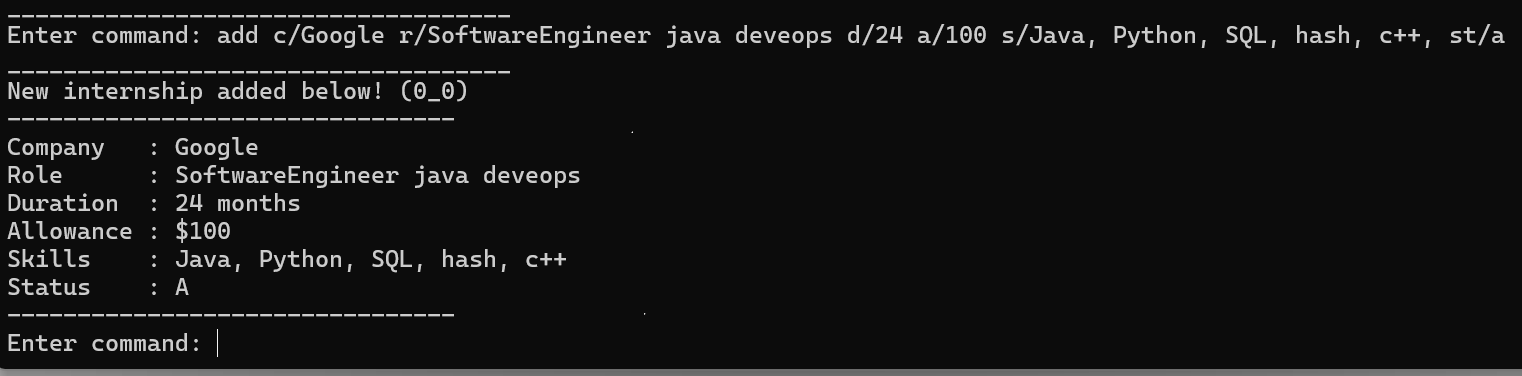 ___________________________________
Enter command: add c/Google r/SoftwareEngineer java deveops d/24 a/100 s/Java, Python, SQL, hash, c++, st/a
___________________________________
New internship added below! (0_0)
--------------------------------
Company   : Google
Role      : SoftwareEngineer java deveops
Duration  : 24 months
Allowance : $100
Skills    : Java, Python, SQL, hash, c++
Status    : A
--------------------------------
Enter command: